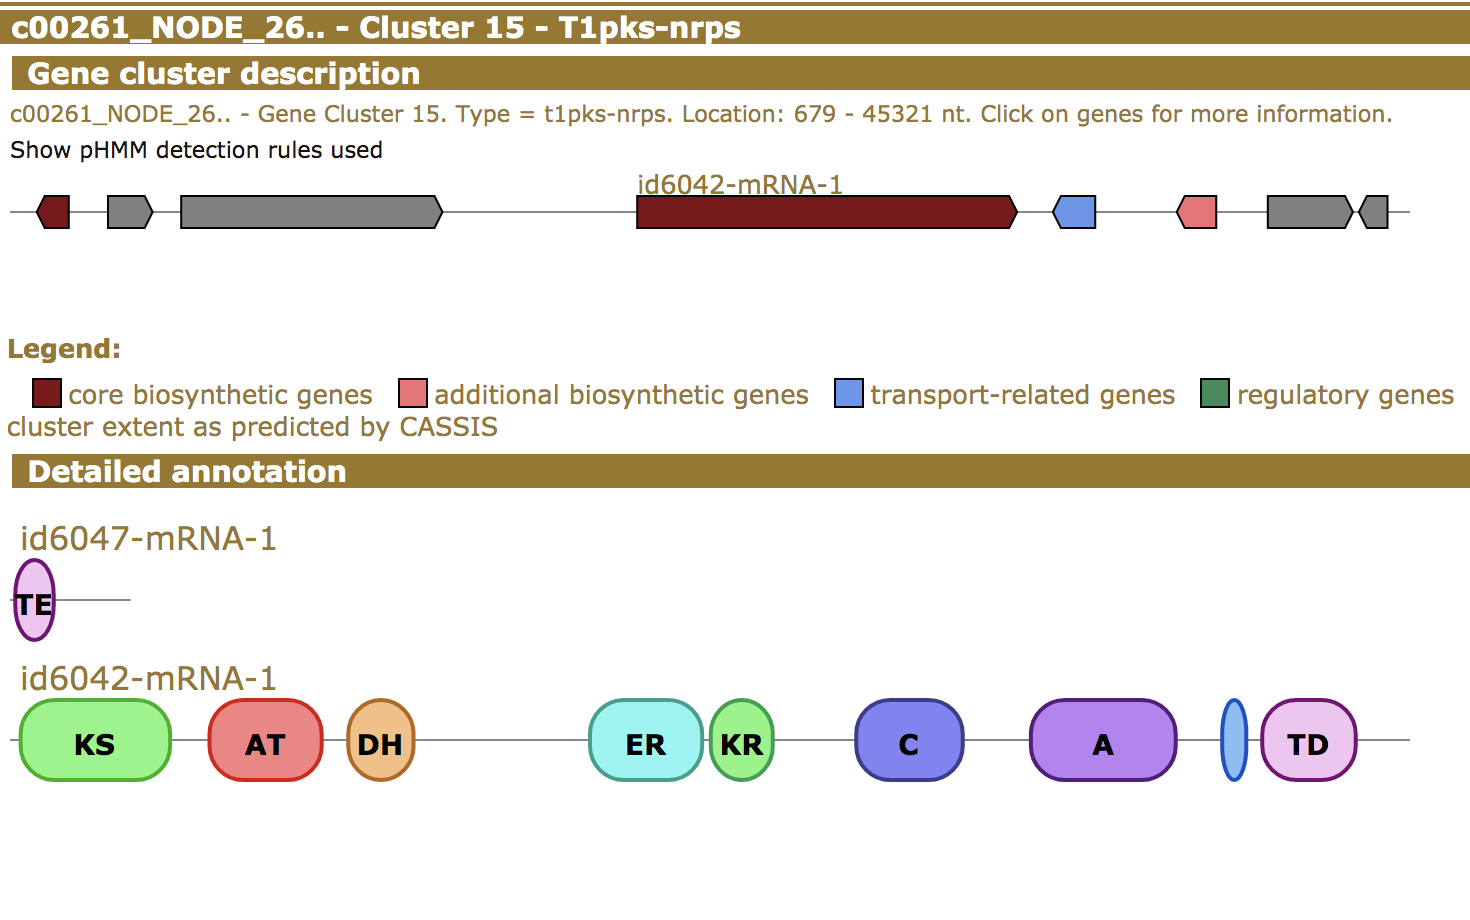 c00261_NODE_26.. - Cluster 15 - T1pks-nrps
Gene cluster description
c00261_NODE_26.. - Gene Cluster 15. Type = t1pks-nrps. Location: 679 - 45321 nt. Click on genes for more information.
Show pHMM detection rules used
id6042-mRNA-1
Legend:
core biosynthetic genes additional biosynthetic genes transport-related genes regulatory genes
cluster extent as predicted by CASSIS
Detailed annotation
id6047-mRNA-1
TE
id6042-mRNA-1
KS AT DH ER KR C A TD